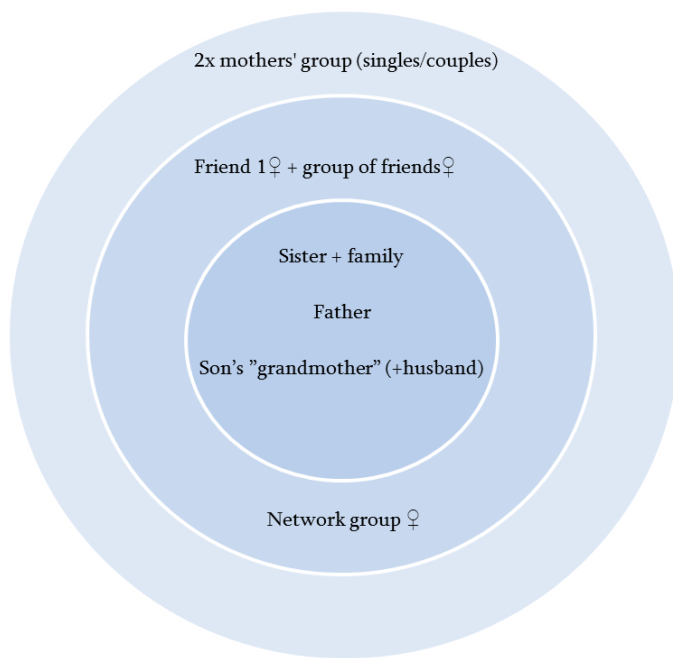 2x mothers' group (singles/couples)
Friend 1♀ + group of friends♀
Sister + family
Father
Son's ”grandmother” (+husband)
Network group ♀